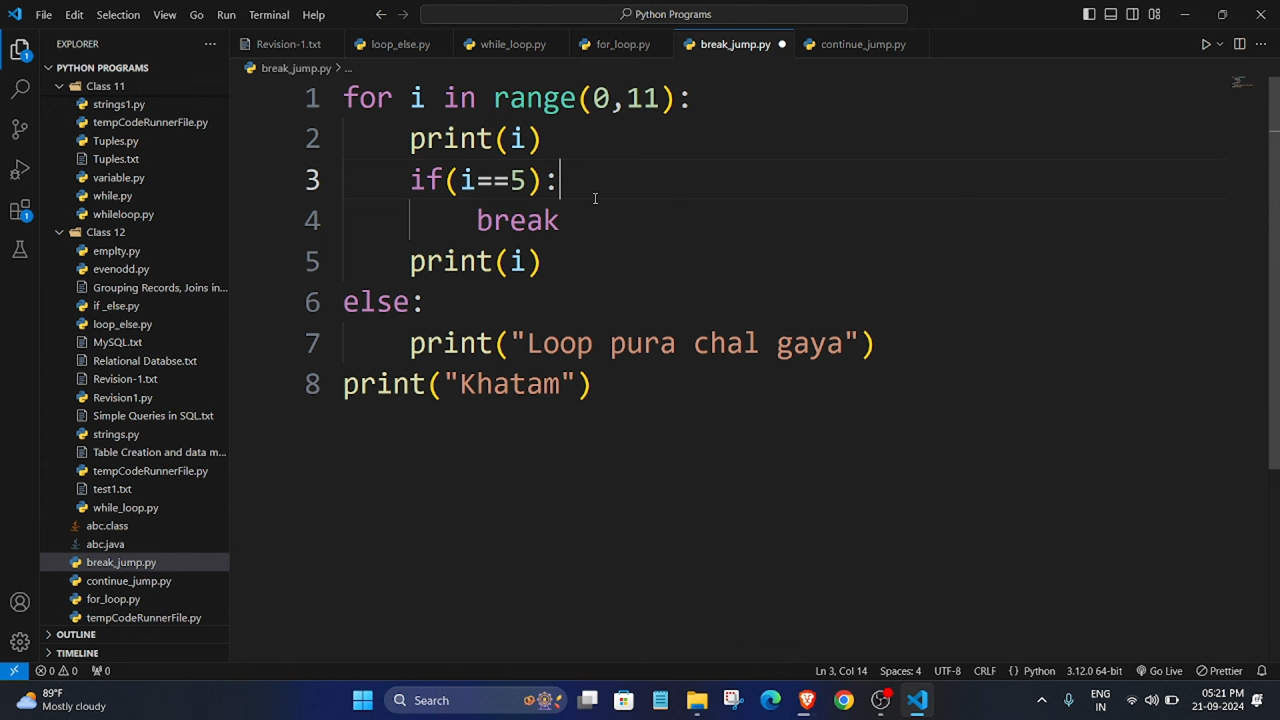 File Edit Selection View Go Run Terminal Help
Python Programs
EXPLORER
Revision-1.txt
loop_else.py
while_loop.py
for_loop.py
break_jump.py
continue_jump.py
PYTHON PROGRAMS
break_jump.py > ...
Class 11
strings1.py
tempCodeRunnerFile.py
Tuples.py
Tuples.txt
variable.py
while.py
whileloop.py
Class 12
emplty.py
evenodd.py
Grouping Records, Joins in...
if _else.py
loop_else.py
MySQL.txt
Relational Databse.txt
Revision-1.txt
Revision1.py
Simple Queries in SQL.txt
strings.py
Table Creation and data m...
tempCodeRunnerFile.py
test1.txt
while_loop.py
abc.class
abc.java
break_jump.py
continue_jump.py
for_loop.py
tempCodeRunnerFile.py
OUTLINE
TIMELINE
1 for i in range(0,11):
2     print(i)
3     if(i==5):
4         break
5     print(i)
6 else:
7     print("Loop pura chal gaya")
8 print("Khatam")
1
1
0 0 0
Ln 3, Col 14 Spaces: 4 UTF-8 CRLF {} Python 3.12.0 64-bit Go Live Prettier
89°F
Mostly cloudy
Search
ENG
IN
05:21 PM
21-09-2024